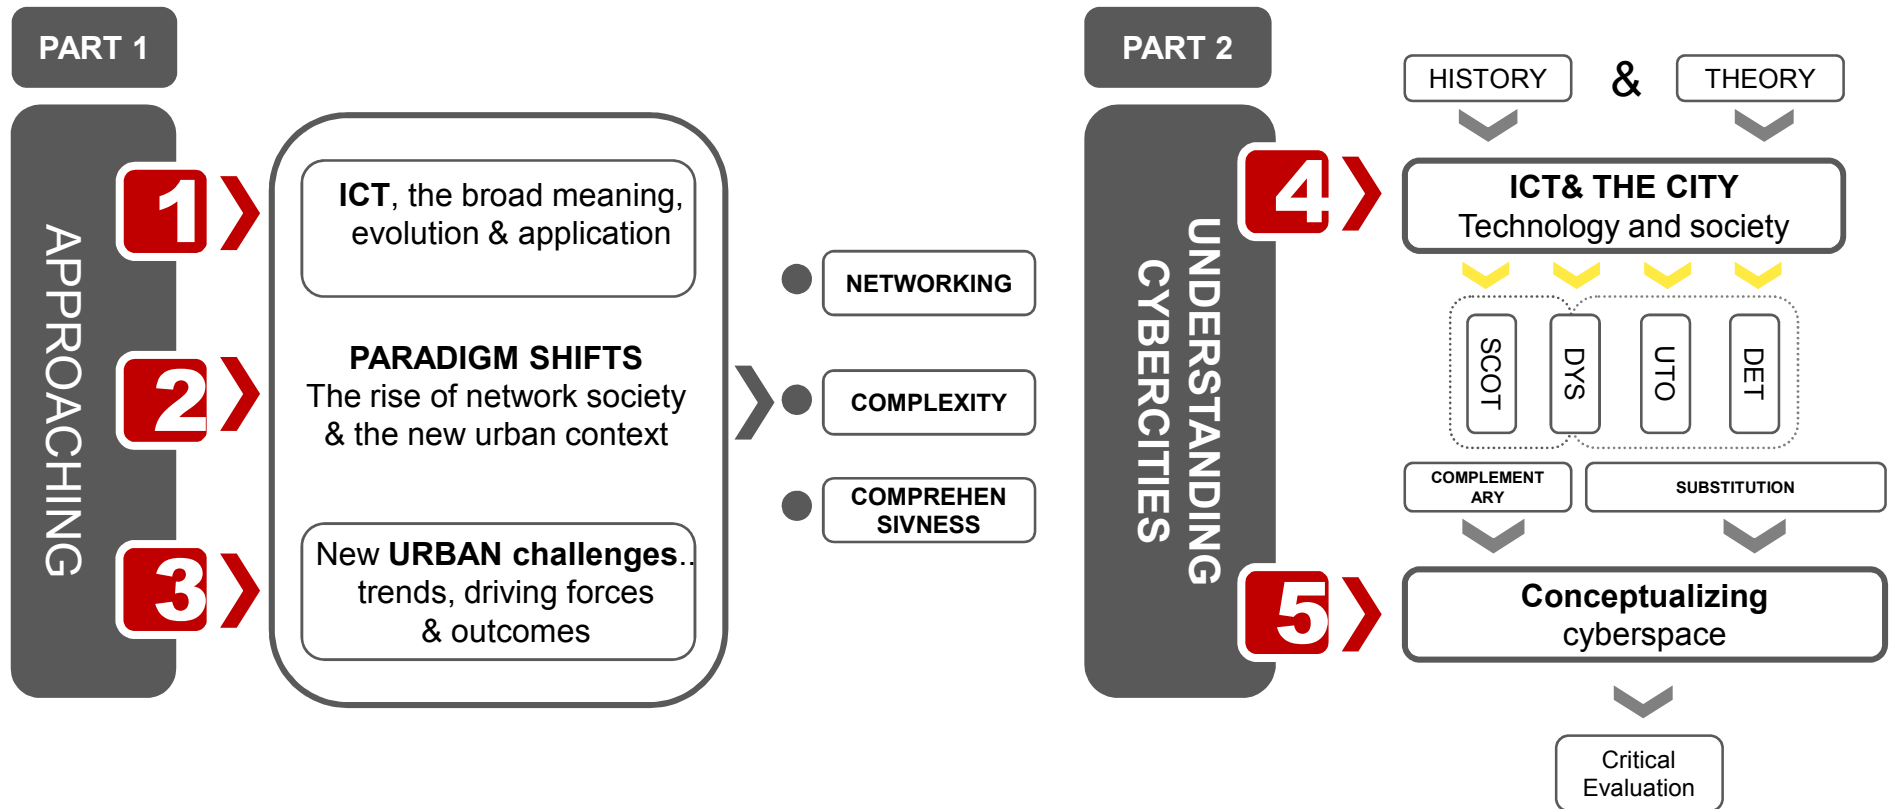 PART 1
APPROACHING
1
ICT, the broad meaning,
evolution & application
2
PARADIGM SHIFTS
The rise of network society
& the new urban context
3
New URBAN challenges..
trends, driving forces
& outcomes
NETWORKING
COMPLEXITY
COMPREHEN
SIVNESS
PART 2
UNDERSTANDING
CYBERCITIES
HISTORY & THEORY
4
ICT& THE CITY
Technology and society
SCOT
DYS
UTO
DET
COMPLEMENT
ARY
SUBSTITUTION
5
Conceptualizing
cyberspace
Critical
Evaluation